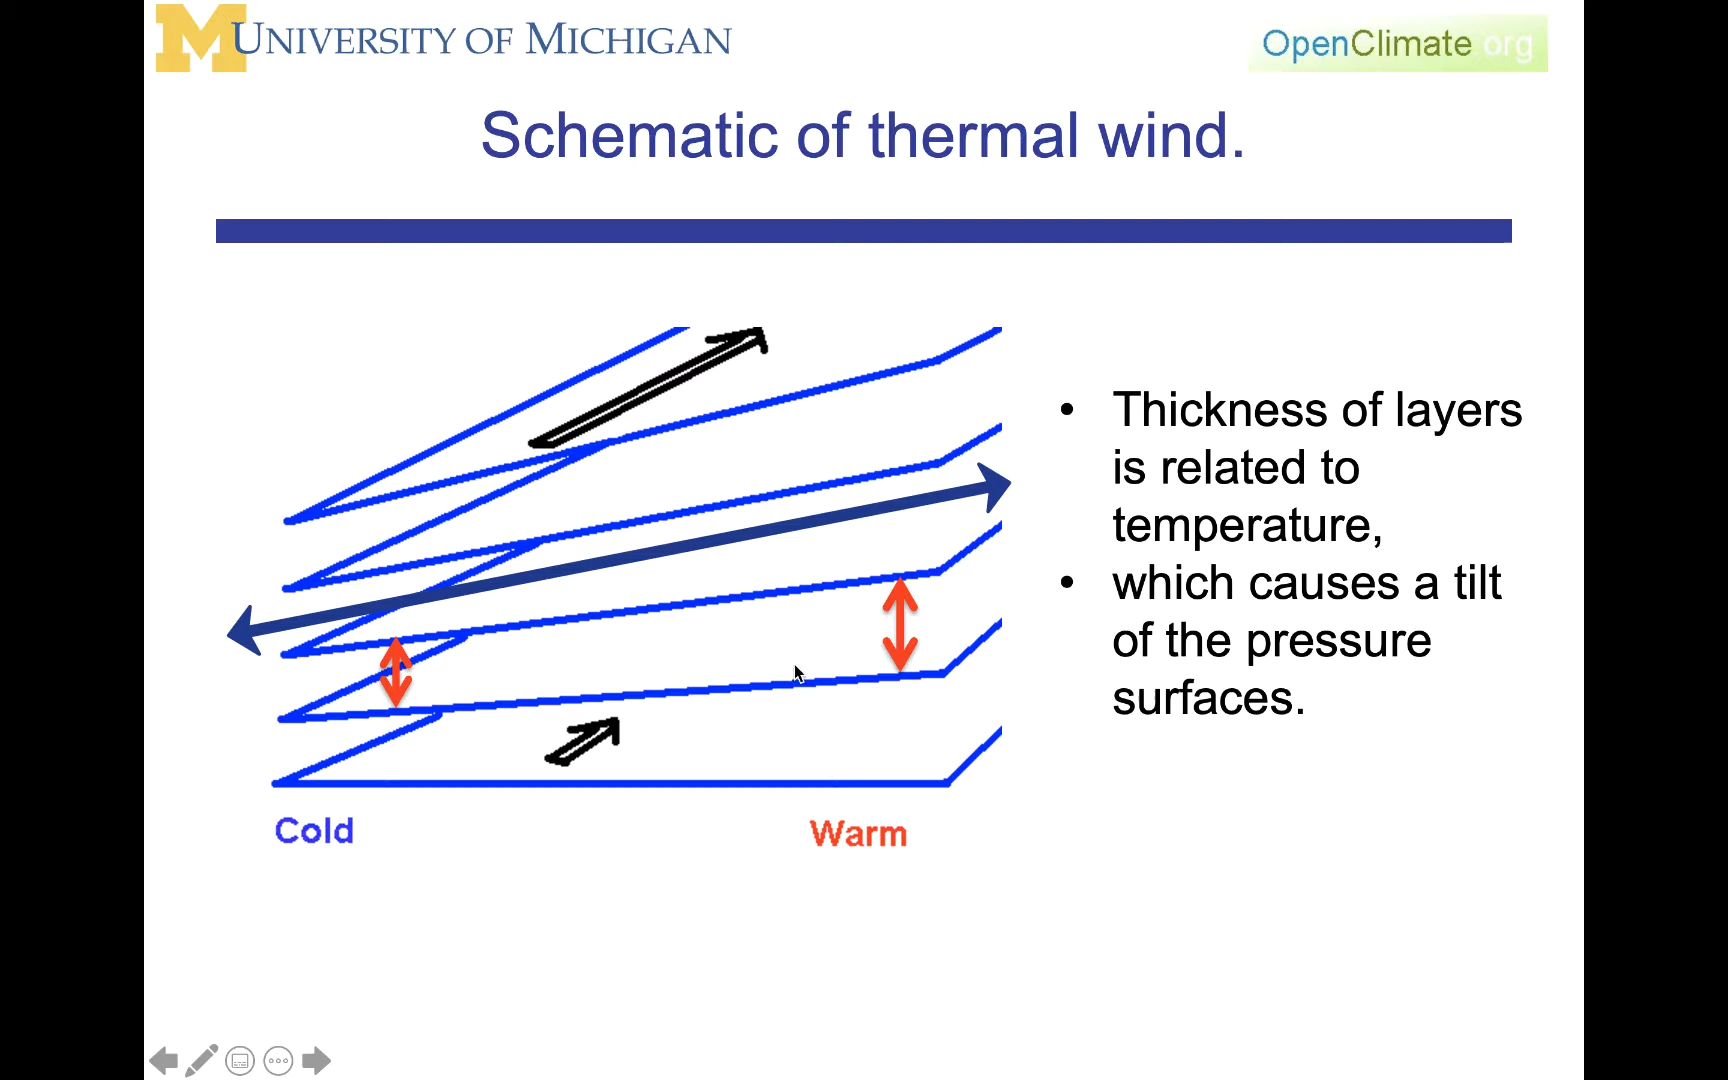 M UNIVERSITY OF MICHIGAN
OpenClimate.org
Schematic of thermal wind.
• Thickness of layers
is related to
temperature,
• which causes a tilt
of the pressure
surfaces.
Cold
Warm